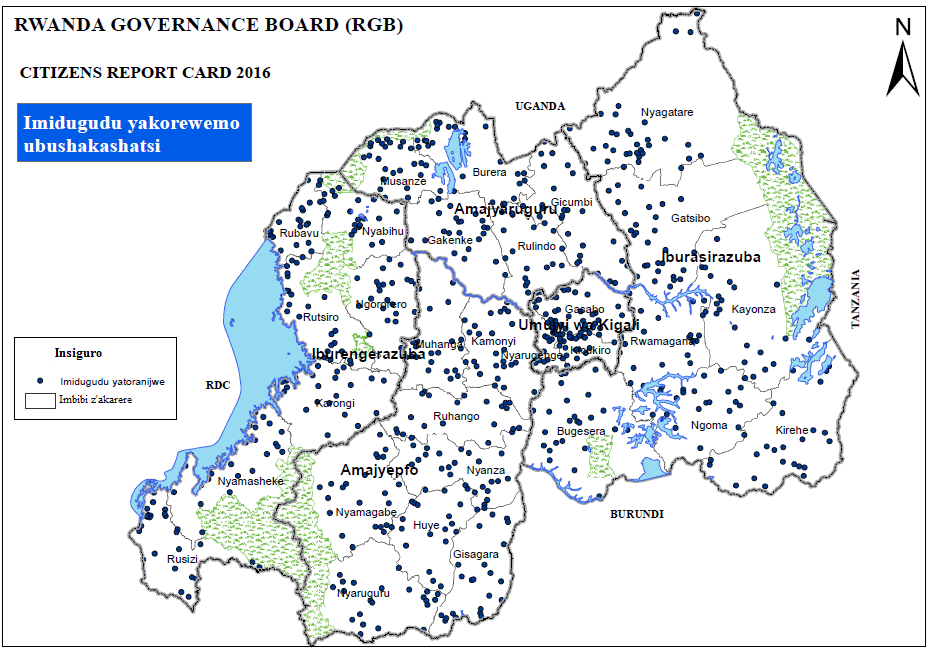 RWANDA GOVERNANCE BOARD (RGB)
N
CITIZENS REPORT CARD 2016
Imidugudu yakorewemo
ubushakashatsi
UGANDA
Nyagatare
Burera
Musanze
Gicumbi
Amajyaruguru
Gatsibo
Rubavu
Nyabihu
Gakenke
Rulindo
Iburasirazuba
TANZANIA
Ngororero
Rutsiro
Gasabo
Kayonza
Umujyi wa Kigali
Muhanga
Kamonyi
Rwamagana
Nyarugenge
Kicukiro
Iburengerazuba
Insiguro
Imidugudu yatoranijwe
Imbibi z'akarere
RDC
Karongi
Ruhango
Bugesera
Ngoma
Kirehe
Amajyepfo
Nyanza
Nyamasheke
Nyamagabe
Huye
BURUNDI
Rusizi
Gisagara
Nyaruguru